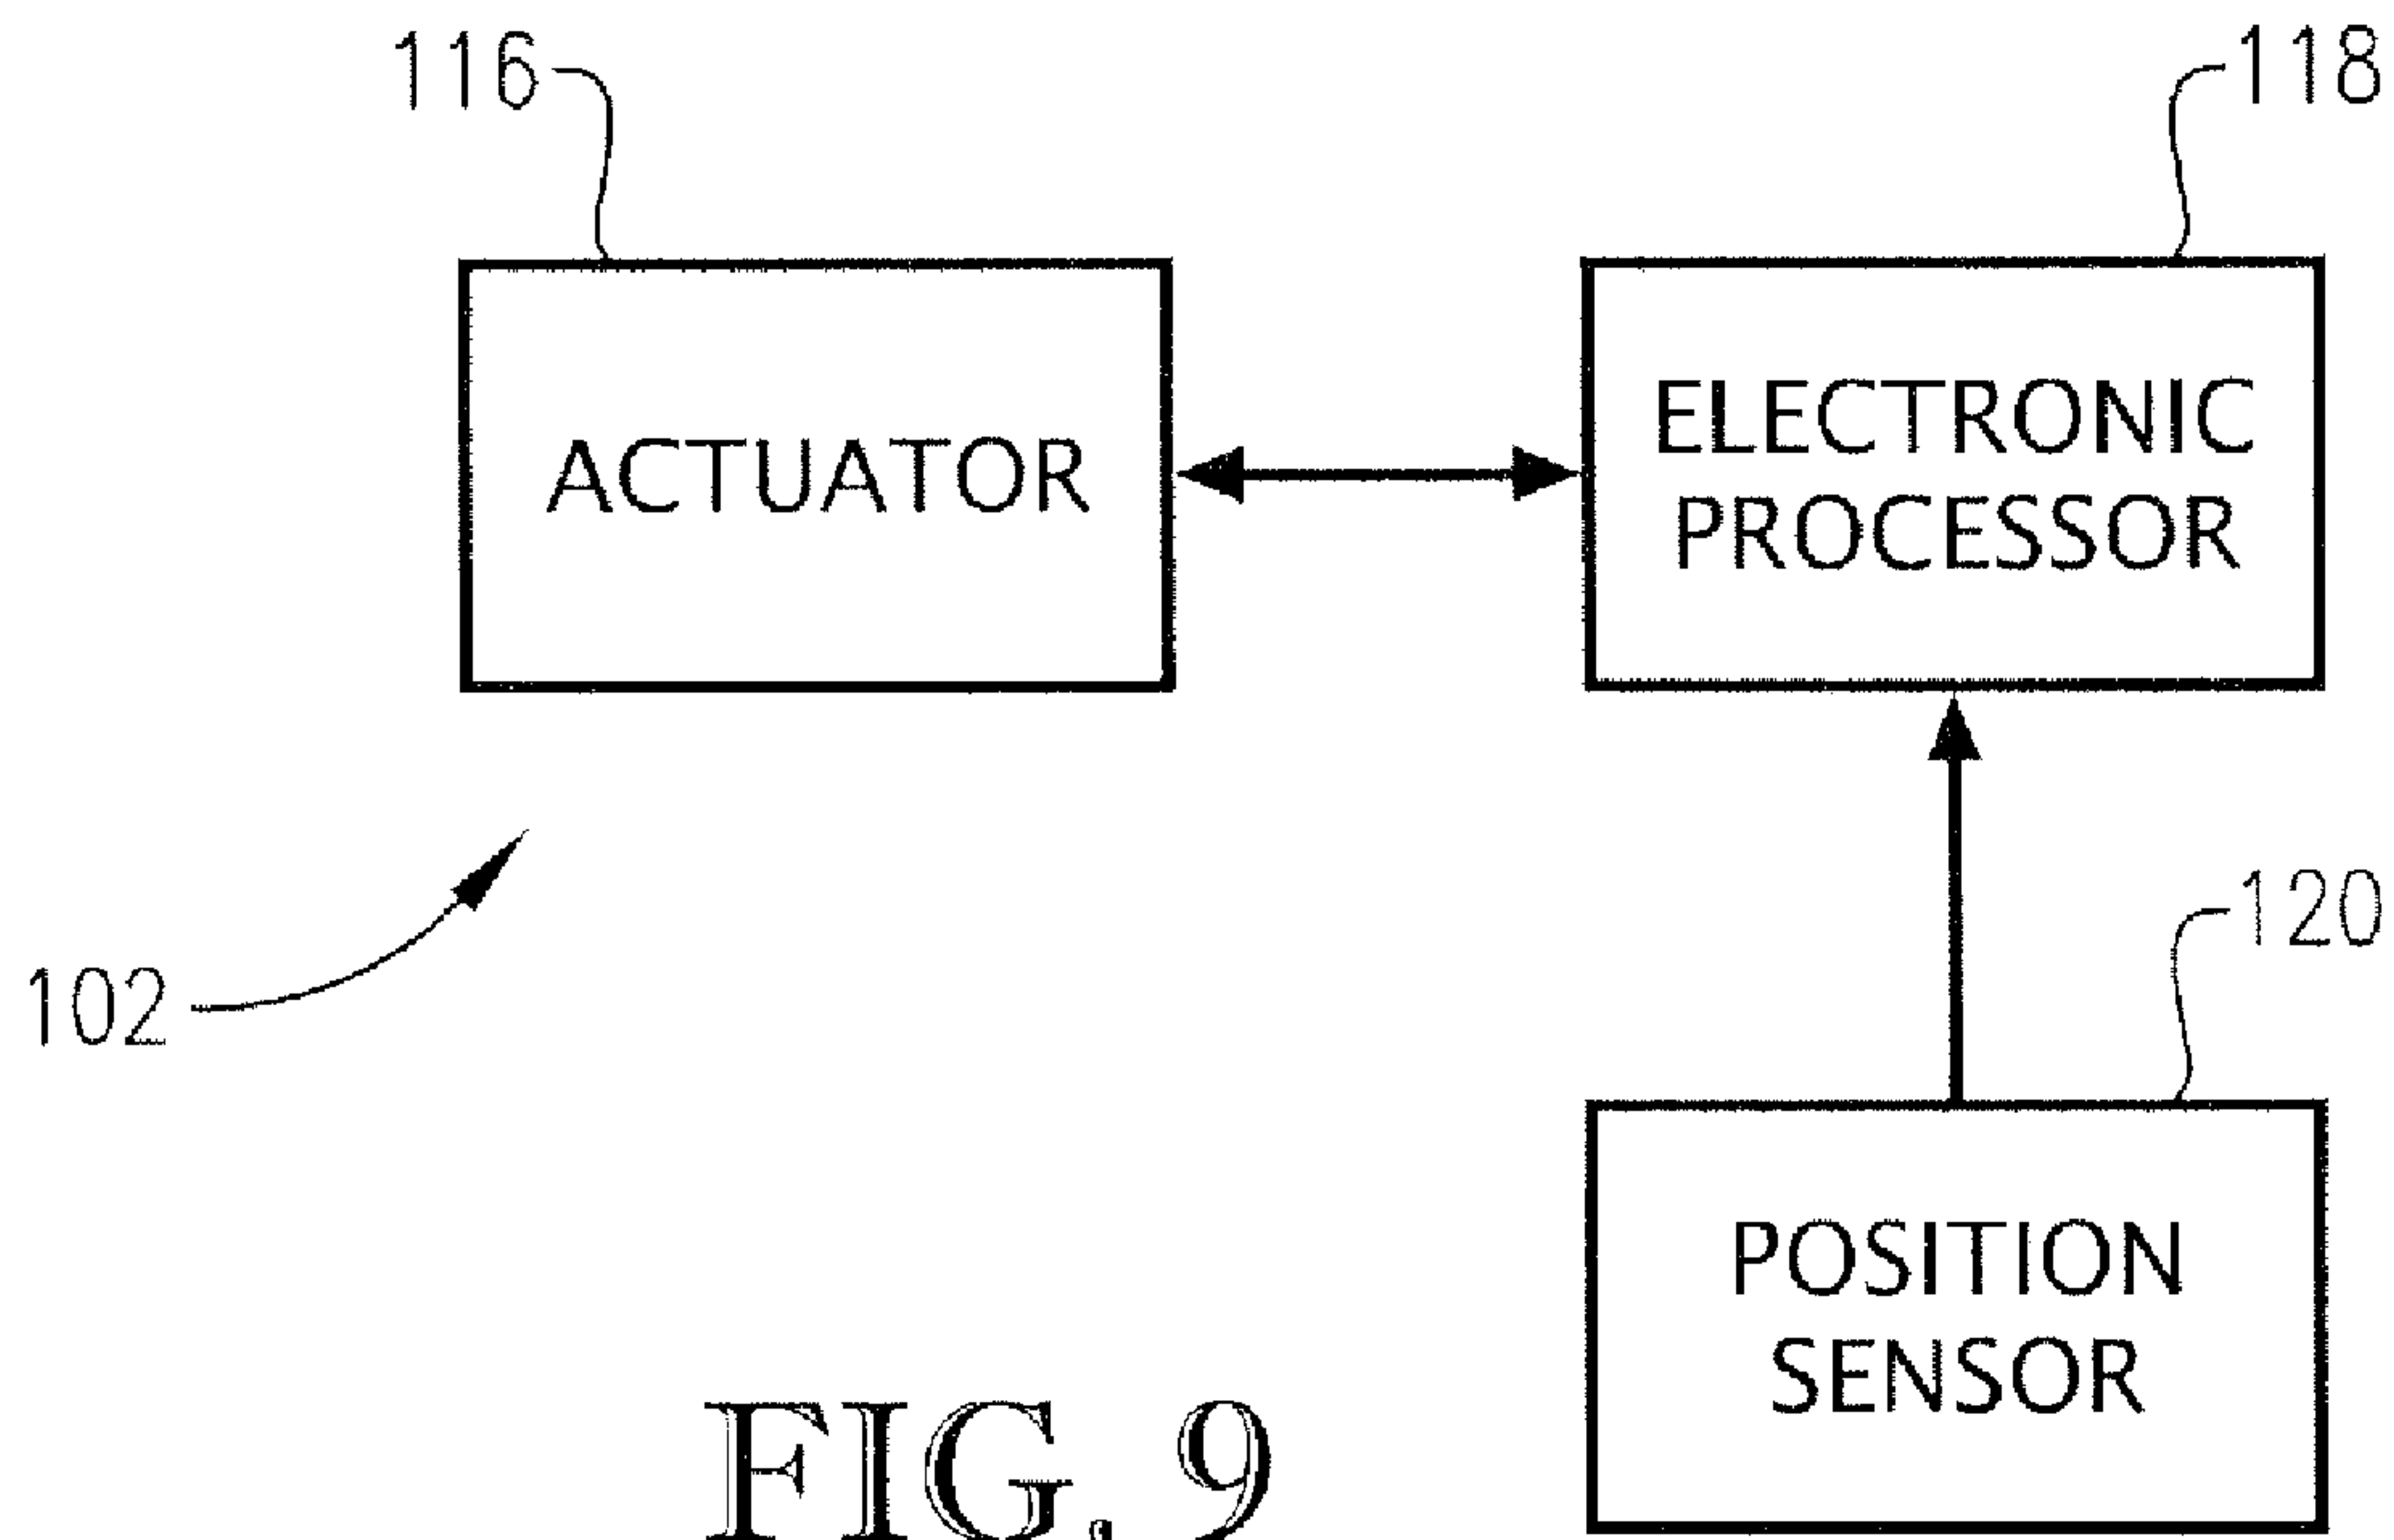 116
118
ACTUATOR
ELECTRONIC
PROCESSOR
120
102
POSITION
SENSOR
FIG. 9